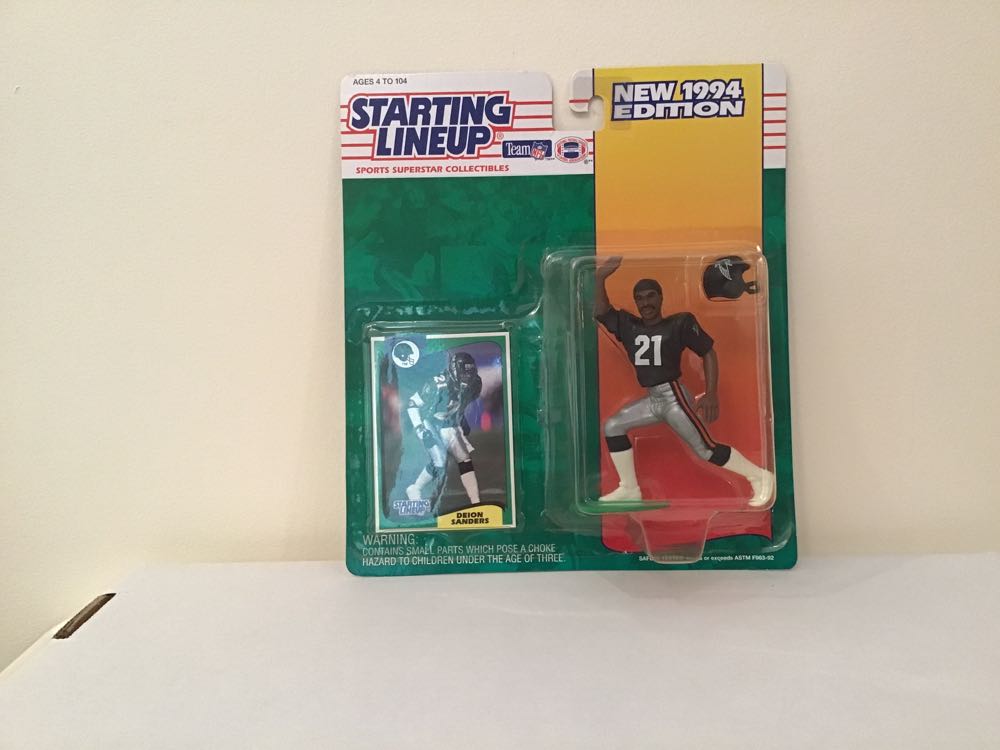 AGES 4 TO 104
STARTING
LINEUP®
SPORTS SUPERSTAR COLLECTIBLES
Team NFL
NEW 1994
EDITION
21
21
STARTING
LINEUP
DEION
SANDERS
WARNING:
CONTAINS SMALL PARTS WHICH POSE A CHOKE
HAZARD TO CHILDREN UNDER THE AGE OF THREE.
or exceeds ASTM F963-92